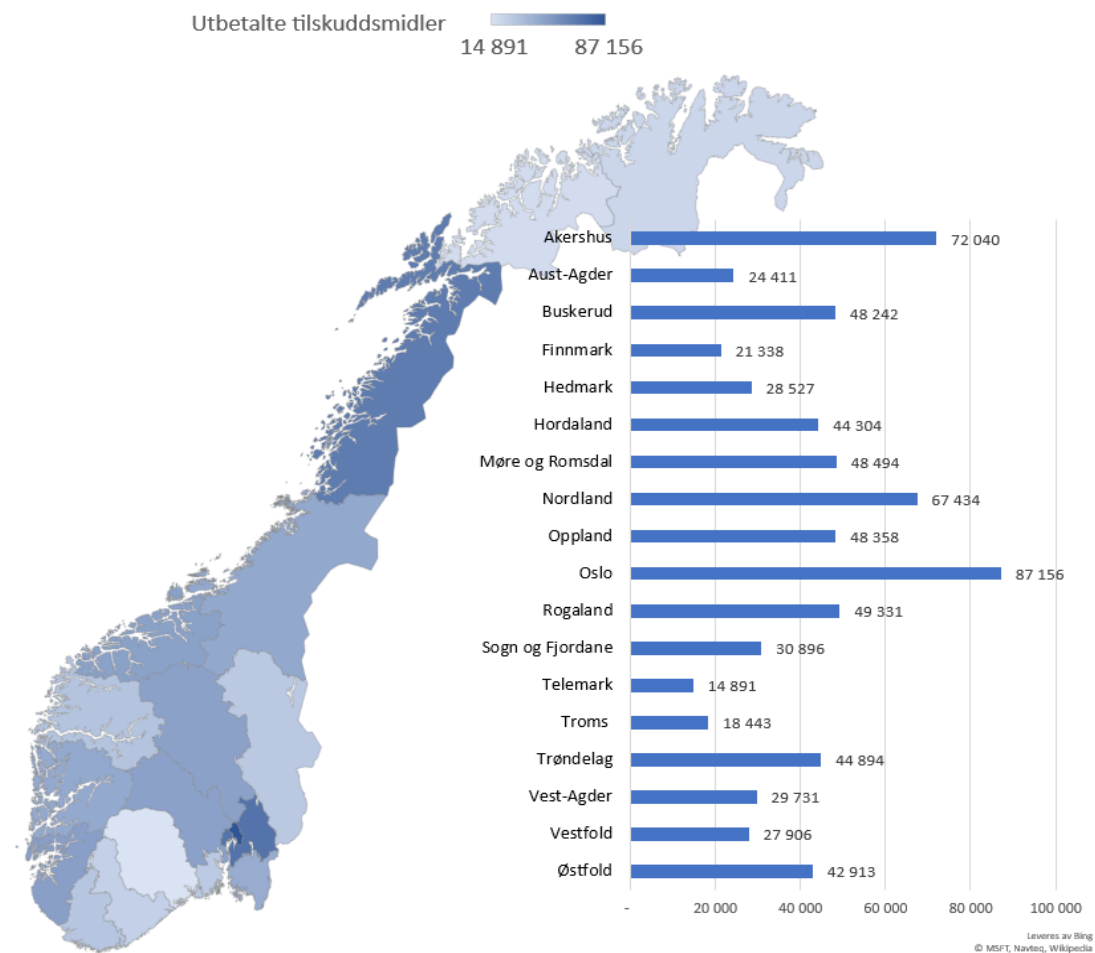 Utbetalte tilskuddsmidler
14 891 87 156
Akershus 72 040
Aust-Agder 24 411
Buskerud 48 242
Finnmark 21 338
Hedmark 28 527
Hordaland 44 304
Møre og Romsdal 48 494
Nordland 67 434
Oppland 48 358
Oslo 87 156
Rogaland 49 331
Sogn og Fjordane 30 896
Telemark 14 891
Troms 18 443
Trøndelag 44 894
Vest-Agder 29 731
Vestfold 27 906
Østfold 42 913
- 20 000 40 000 60 000 80 000 100 000
Leveres av Bing
© MSFT, Navteq, Wikipedia